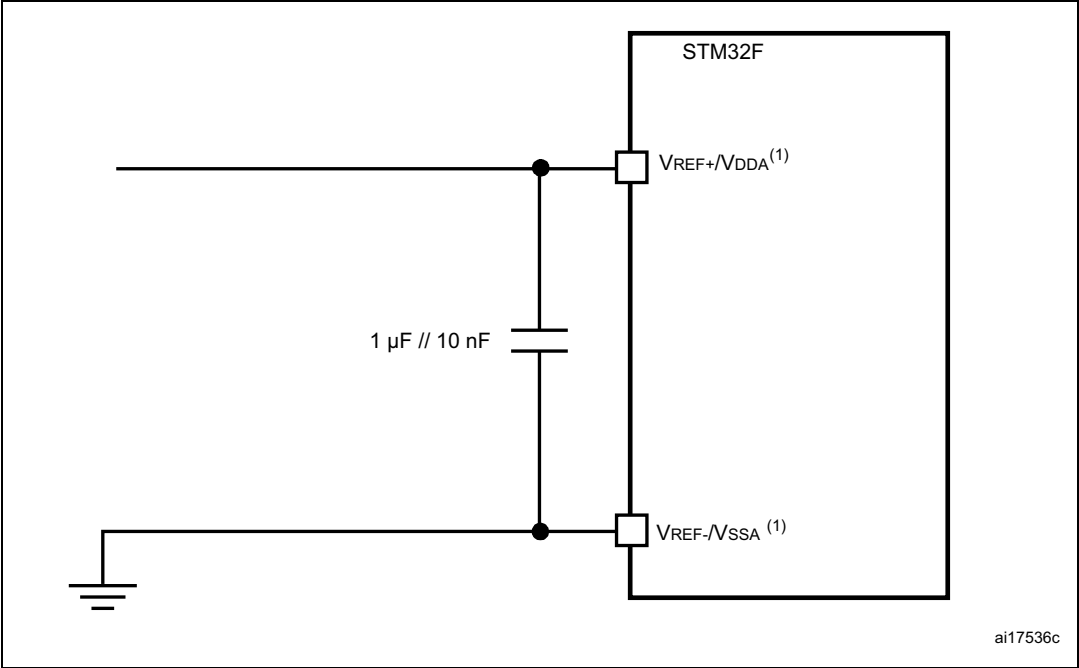 STM32F
VREF+/VDDA(1)
1 µF // 10 nF
VREF-/VSSA (1)
ai17536c